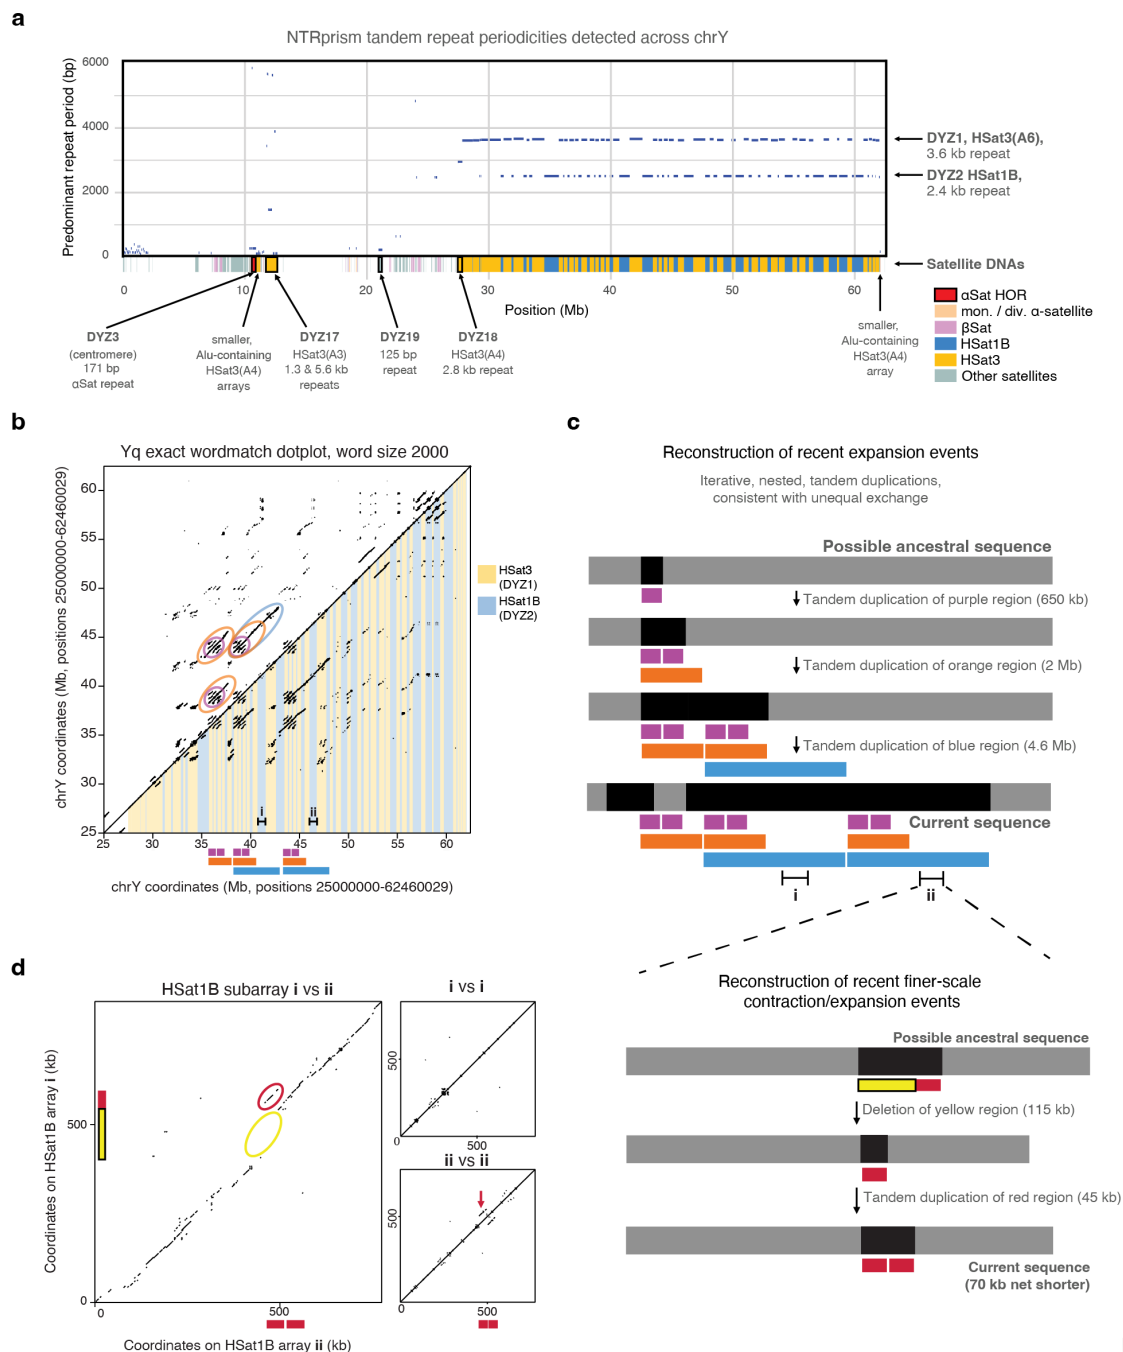 a
NTRprism tandem repeat periodicities detected across chrY
Predominant repeat period (bp)
6000
4000
2000
0
DYZ1, HSat3(A6),
3.6 kb repeat
DYZ2 HSat1B,
2.4 kb repeat
Satellite DNAs
0
10
20
30
40
50
60
Position (Mb)
DYZ3
(centromere)
171 bp
αSat repeat
smaller,
Alu-containing
HSat3(A4)
arrays
DYZ17
HSat3(A3)
1.3 & 5.6 kb
repeats
DYZ19
125 bp
repeat
DYZ18
HSat3(A4)
2.8 kb repeat
smaller,
Alu-containing
HSat3(A4)
array
αSat HOR
mon. / div. α-satellite
βSat
HSat1B
HSat3
Other satellites
b
Yq exact wordmatch dotplot, word size 2000
chrY coordinates (Mb, positions 25000000-62460029)
60
55
50
45
40
35
30
25
HSat3
(DYZ1)
HSat1B
(DYZ2)
i
ii
25
30
35
40
45
50
55
60
chrY coordinates (Mb, positions 25000000-62460029)
c
Reconstruction of recent expansion events
Iterative, nested, tandem duplications,
consistent with unequal exchange
Possible ancestral sequence
Tandem duplication of purple region (650 kb)
Tandem duplication of orange region (2 Mb)
Tandem duplication of blue region (4.6 Mb)
Current sequence
i
ii
Reconstruction of recent finer-scale
contraction/expansion events
Possible ancestral sequence
Deletion of yellow region (115 kb)
Tandem duplication of red region (45 kb)
Current sequence
(70 kb net shorter)
d
HSat1B subarray i vs ii
Coordinates on HSat1B array i (kb)
500
0
0
500
Coordinates on HSat1B array ii (kb)
i vs i
500
0
500
ii vs ii
500
0
500